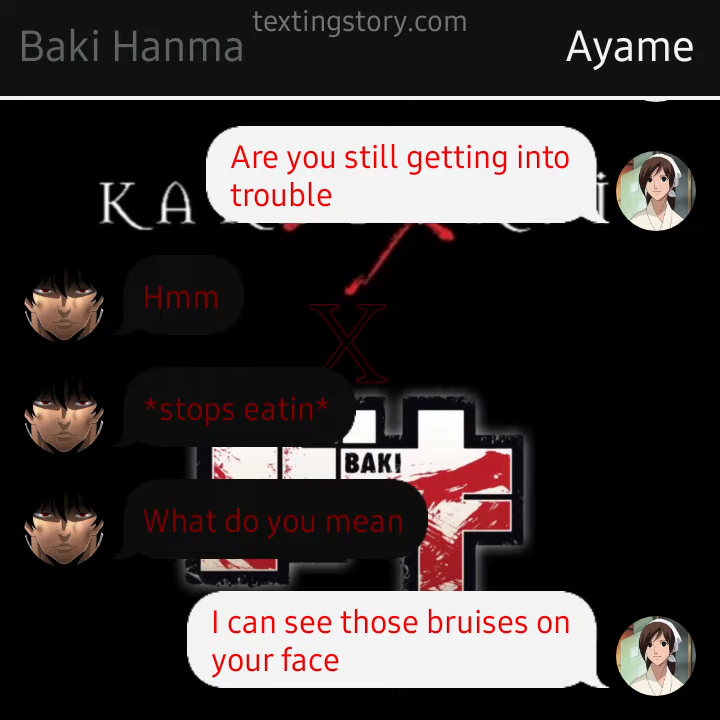 textingstory.com
Baki Hanma
Ayame
Are you still getting into
trouble
Hmm
X
*stops eatin*
BAKI
What do you mean
I can see those bruises on
your face